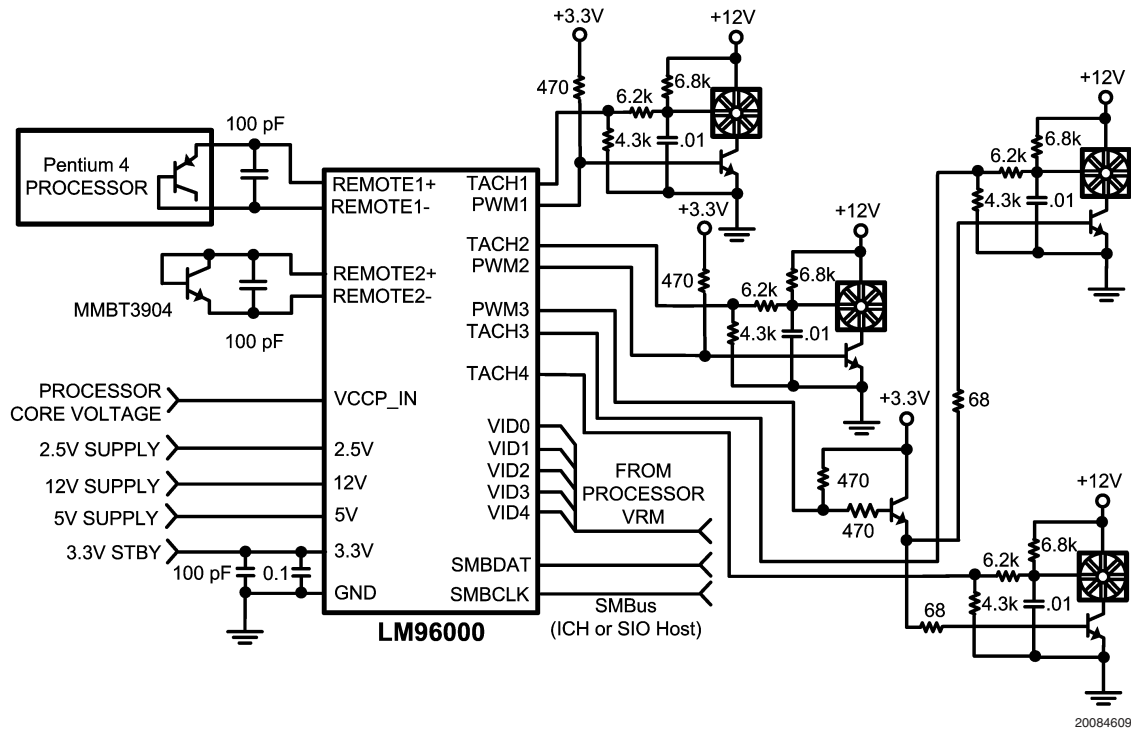 +3.3V
+12V
470
6.2k
6.8k
4.3k
.01
+12V
6.2k
6.8k
4.3k
.01
100 pF
Pentium 4
PROCESSOR
REMOTE1+
REMOTE1-
TACH1
PWM1
+3.3V
+12V
TACH2
PWM2
470
6.2k
6.8k
4.3k
.01
MMBT3904
100 pF
REMOTE2+
REMOTE2-
PWM3
TACH3
TACH4
PROCESSOR
CORE VOLTAGE
VCCP_IN
2.5V SUPPLY
2.5V
12V SUPPLY
12V
5V SUPPLY
5V
3.3V STBY
3.3V
100 pF
0.1
GND
VID0
VID1
VID2
VID3
VID4
FROM
PROCESSOR
VRM
SMBDAT
SMBCLK
SMBus
(ICH or SIO Host)
LM96000
+3.3V
68
470
470
+12V
6.2k
6.8k
4.3k
.01
68
20084609